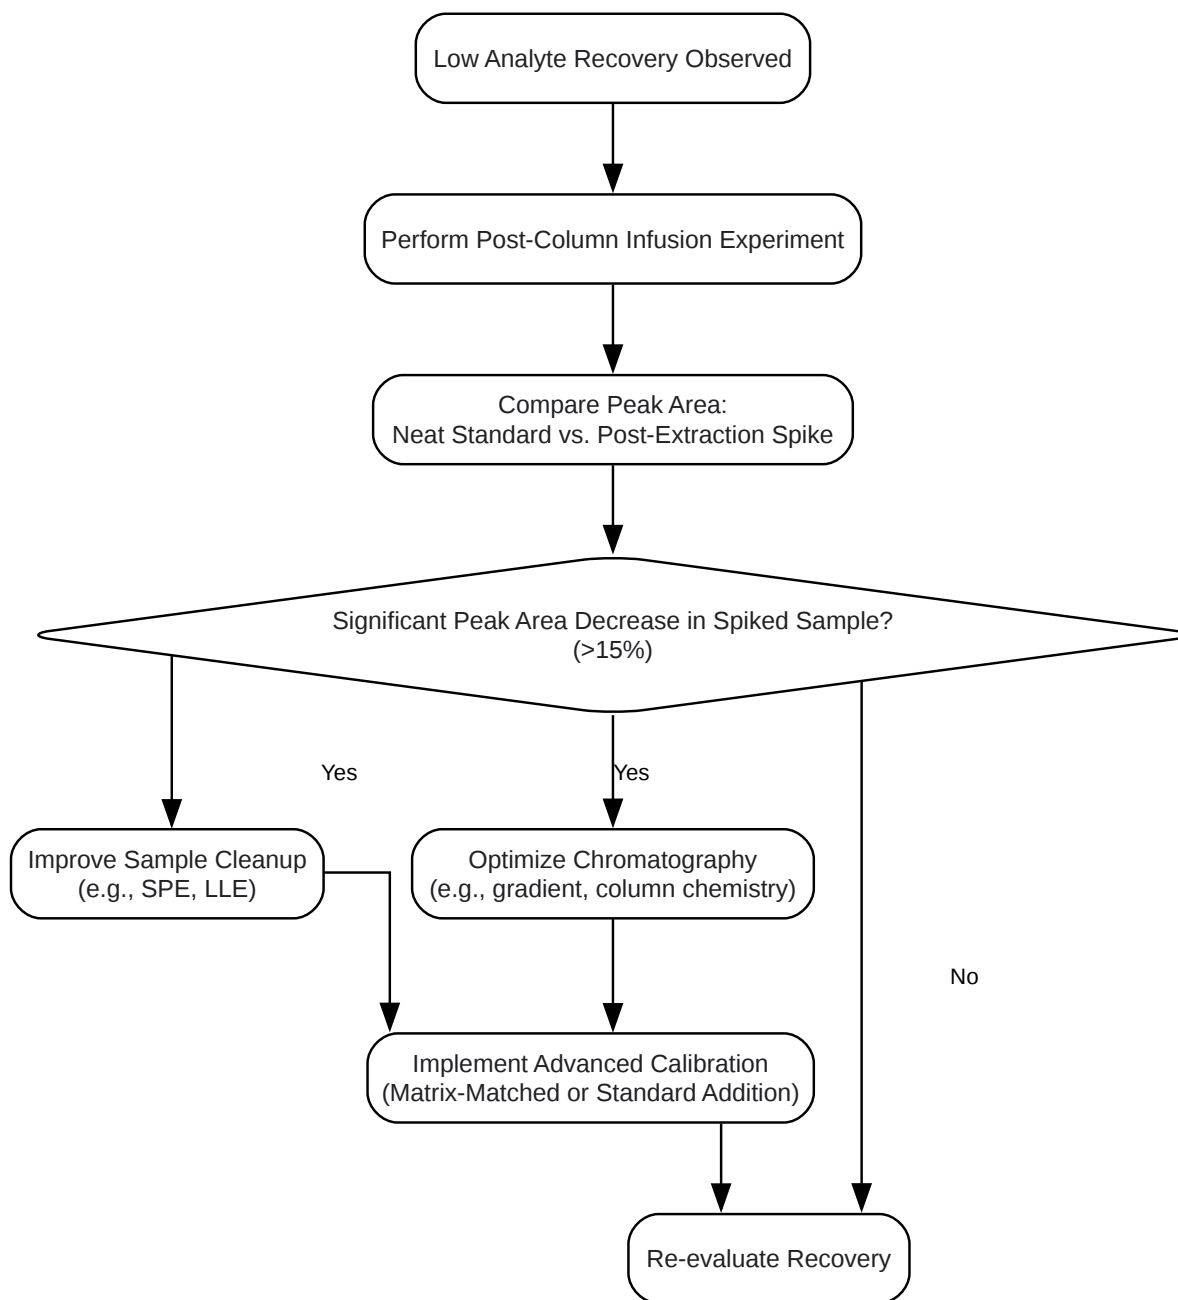 Low Analyte Recovery Observed
Perform Post-Column Infusion Experiment
Compare Peak Area:
Neat Standard vs. Post-Extraction Spike
Significant Peak Area Decrease in Spiked Sample?
(>15%)
Yes
Yes
Improve Sample Cleanup
(e.g., SPE, LLE)
Optimize Chromatography
(e.g., gradient, column chemistry)
No
Implement Advanced Calibration
(Matrix-Matched or Standard Addition)
Re-evaluate Recovery